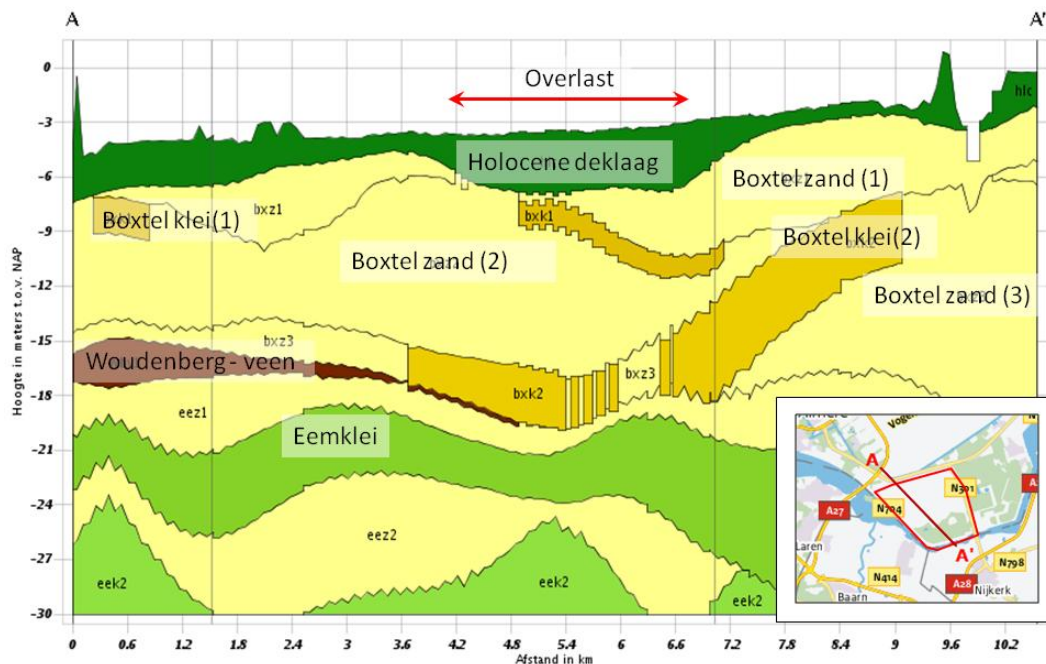 A
A'
Overlast
Hoogte in meters t.o.v. NAP
0
-3
-6
-9
-12
-15
-18
-21
-24
-27
-30
hlc
Holocene deklaag
Boxtel zand (1)
bxz1
Boxtel klei(1)
bxk1
Boxtel klei(2)
Boxtel zand (2)
Boxtel zand (3)
bxz3
Woudenberg - veen
bxk2
bxz3
eez1
Eemklei
eez2
eek2
eek2
eek2
0
0.6
1.2
1.8
2.4
3
3.6
4.2
4.8
5.4
6
6.6
7.2
7.8
8.4
9
9.6
10.2
Afstand in km
A
N301
A27
N704
Laren
A'
N798
N414
A28
Baarn
Nijkerk